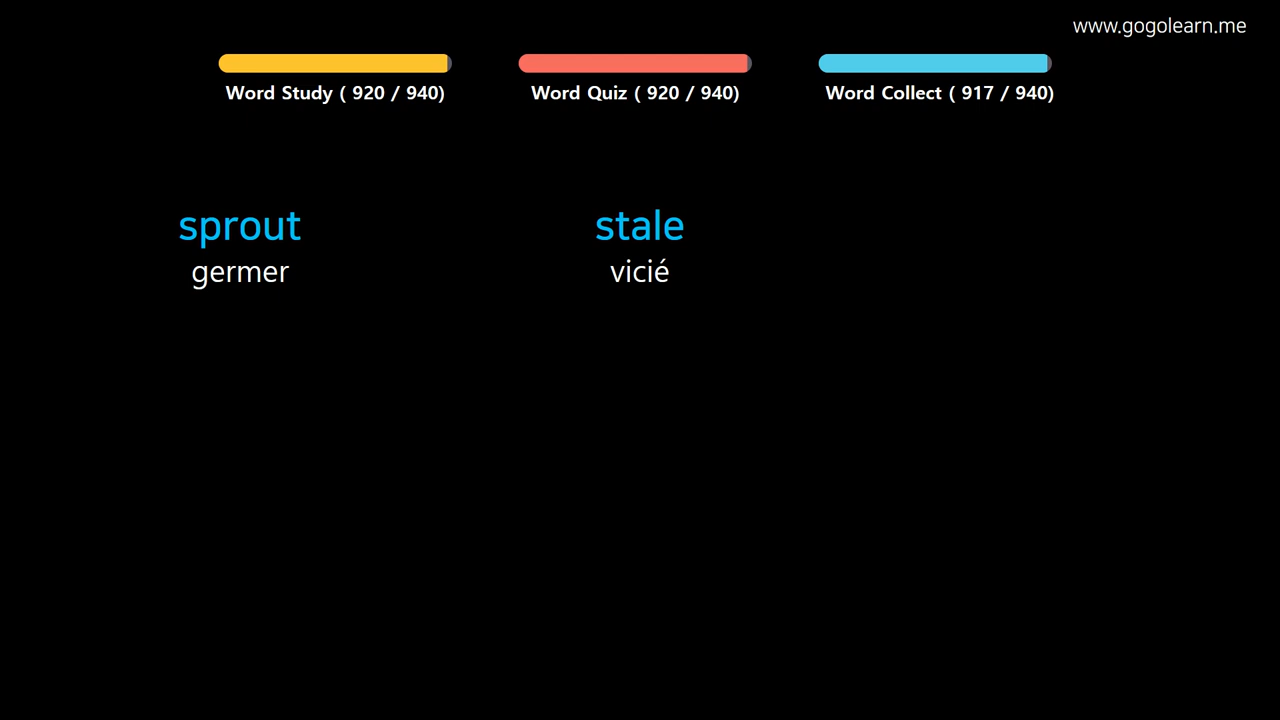 www.gogolearn.me
Word Study ( 920 / 940)
Word Quiz ( 920 / 940)
Word Collect ( 917 / 940)
sprout
germer
stale
vicié